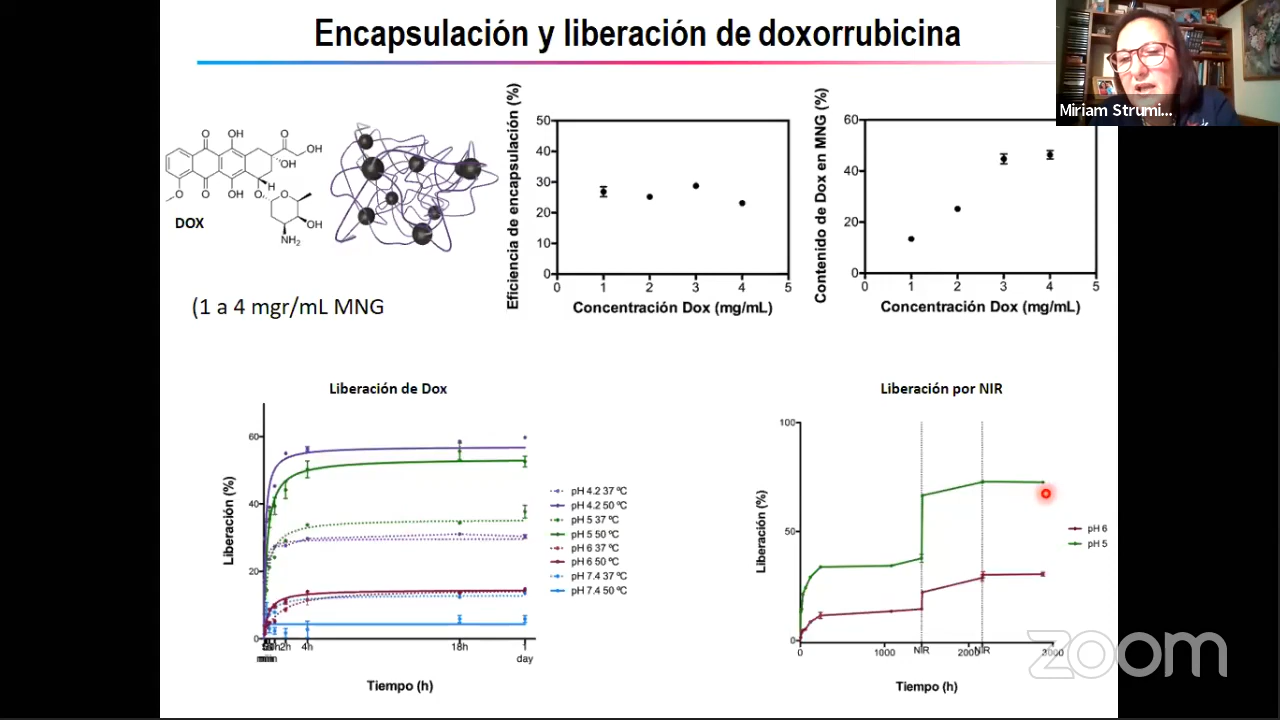 Encapsulación y liberación de doxorrubicina
Miriam Strumi...
O
OH
O
OH
OH
O
O
OH
O
H
O
OH
NH₂
DOX
(1 a 4 mgr/mL MNG
Eficiencia de encapsulación (%)
50
40
30
20
10
0
0 1 2 3 4 5
Concentración Dox (mg/mL)
Contenido de Dox en MNG (%)
60
40
20
0
0 1 2 3 4 5
Concentración Dox (mg/mL)
Liberación de Dox
Liberación (%)
60
40
20
0
2h 4h 18h 1
day
Tiempo (h)
pH 4.2 37 ºC
pH 4.2 50 ºC
pH 5 37 ºC
pH 5 50 ºC
pH 6 37 ºC
pH 6 50 ºC
pH 7.4 37 ºC
pH 7.4 50 ºC
Liberación por NIR
Liberación (%)
100
50
0
0 1000 NIR 2000 NIR 3000
Tiempo (h)
pH 6
pH 5
zoom